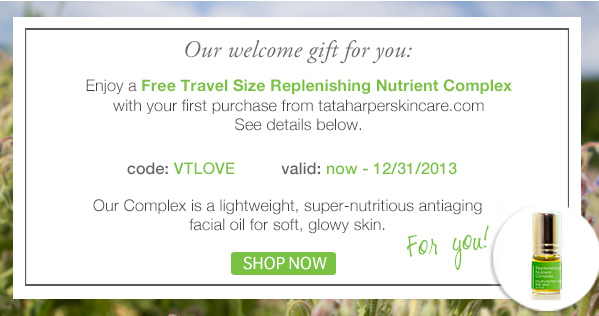 Our welcome gift for you:
Enjoy a Free Travel Size Replenishing Nutrient Complex
with your first purchase from tataharperskincare.com
See details below.
code: VTLOVE valid: now - 12/31/2013
Our Complex is a lightweight, super-nutritious antiaging
facial oil for soft, glowy skin.
For you!
SHOP NOW
Replenishing
Nutrient
Complex